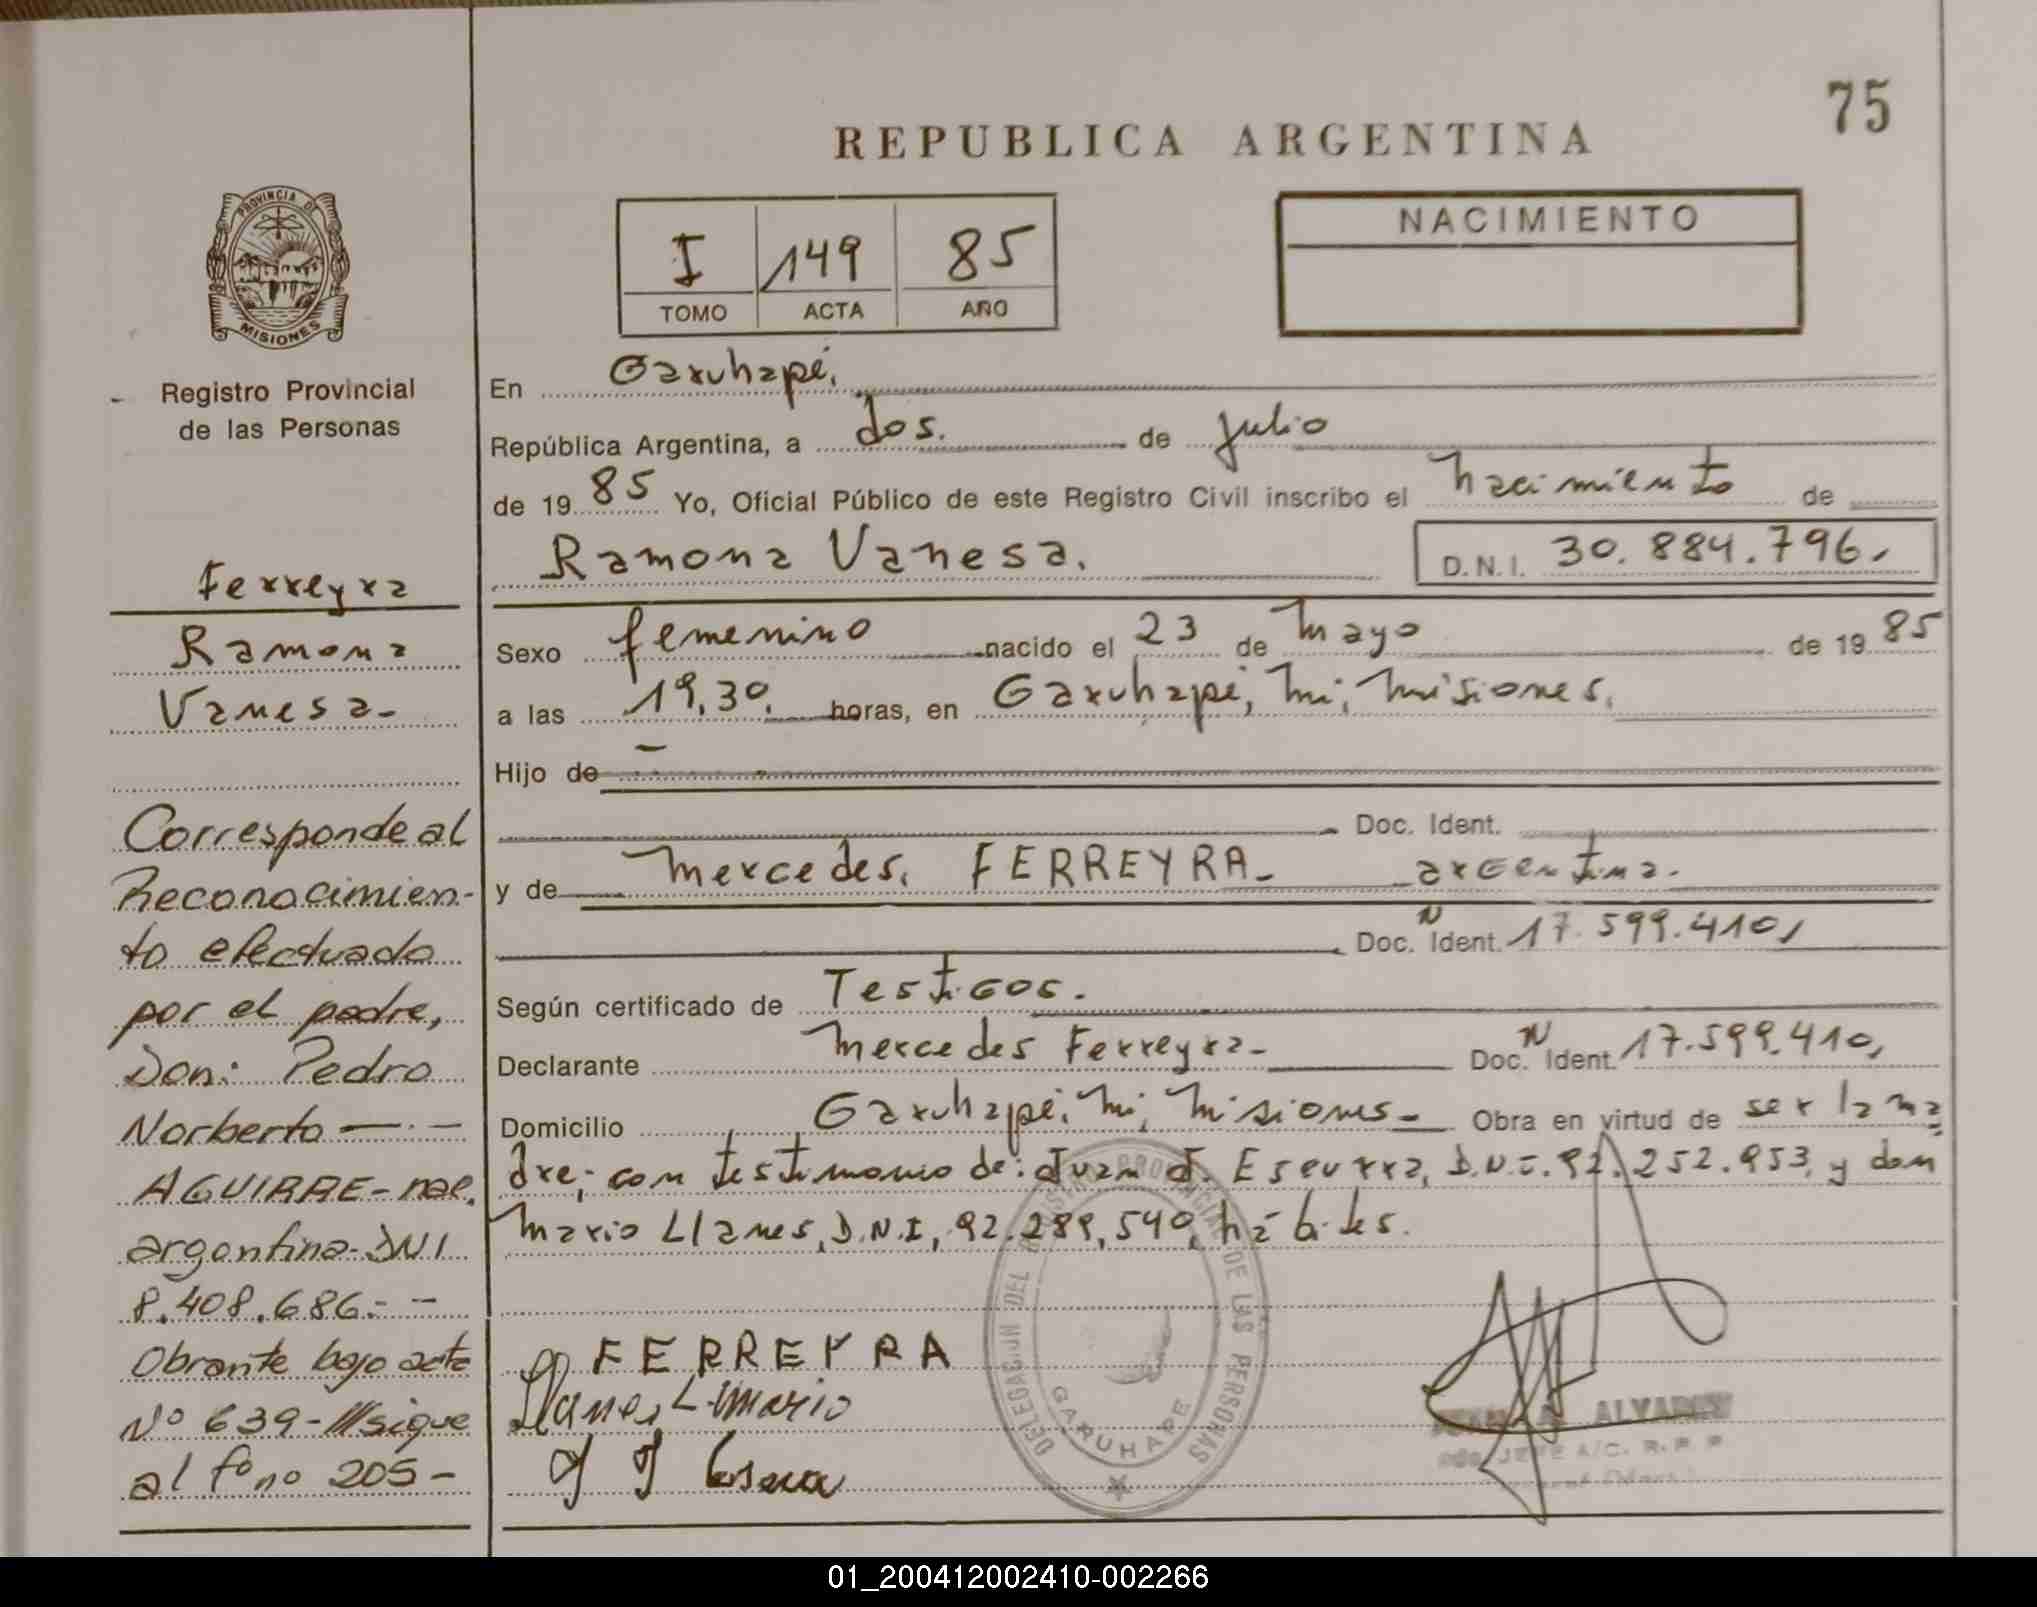 75
REPUBLICA ARGENTINA
PROVINCIA DE
MISIONES
Registro Provincial
de las Personas
I 149 85
TOMO ACTA AÑO
NACIMIENTO
En Garuhapé,
República Argentina, a dos. de julio
de 19 85 Yo, Oficial Público de este Registro Civil inscribo el nacimiento de
Ramona Vanesa. D.N.I. 30.884.796.
Sexo femenino nacido el 23 de Mayo de 19 85
a las 19,30, horas, en Garuhapé, Mi, Misiones,
Hijo de -
Doc. Ident.
y de Mercedes. FERREYRA- argentina.
Doc. N Ident. 17.599.410,
Según certificado de Testigos.
Declarante Mercedes Ferreyra- Doc. N Ident. 17.599.410,
Domicilio Garuhapé, Mi, Misiones- Obra en virtud de ser la ma
dre; con testimonio de: Juan J. Escurra, D.N.I. 92.252.953, y don
Mario Llanes, D.N.I, 92.289,540, hábiles.
FERREYRA
Llanes L. Mario
DELEGACION DEL REGISTRO PROVINCIAL DE LAS PERSONAS
GARUHAPE
ALVAREZ
JEFE A/C. R.P.P
Ferreyra
Ramona
Vanesa-
Corresponde al
Reconocimien-
to efectuado
por el padre,
Don: Pedro
Norberto -.-
AGUIRRE- nac.
argentina-DNI
8.408.686.- -
Obrante bajo acta
Nº 639-///sigue
al fono 205-
01_200412002410-002266